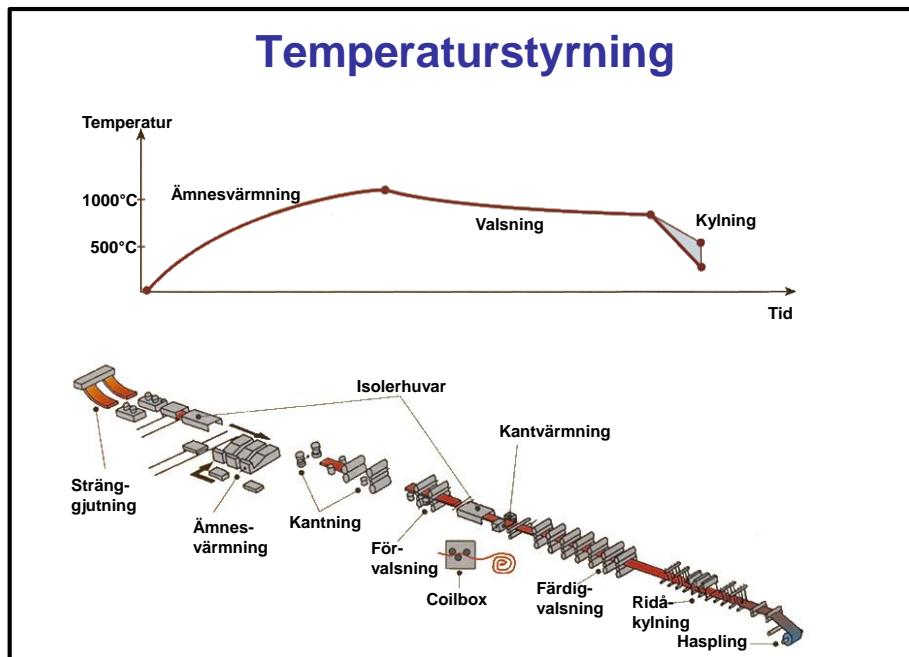 Temperaturstyrning
Temperatur
1000°C
Ämnesvärmning
Valsning
Kylning
500°C
Tid
Isolerhuvar
Kantvärmning
Sträng-
gjutning
Ämnes-
värmning
Kantning
För-
valsning
Coilbox
Färdig-
valsning
Ridå-
kylning
Haspling